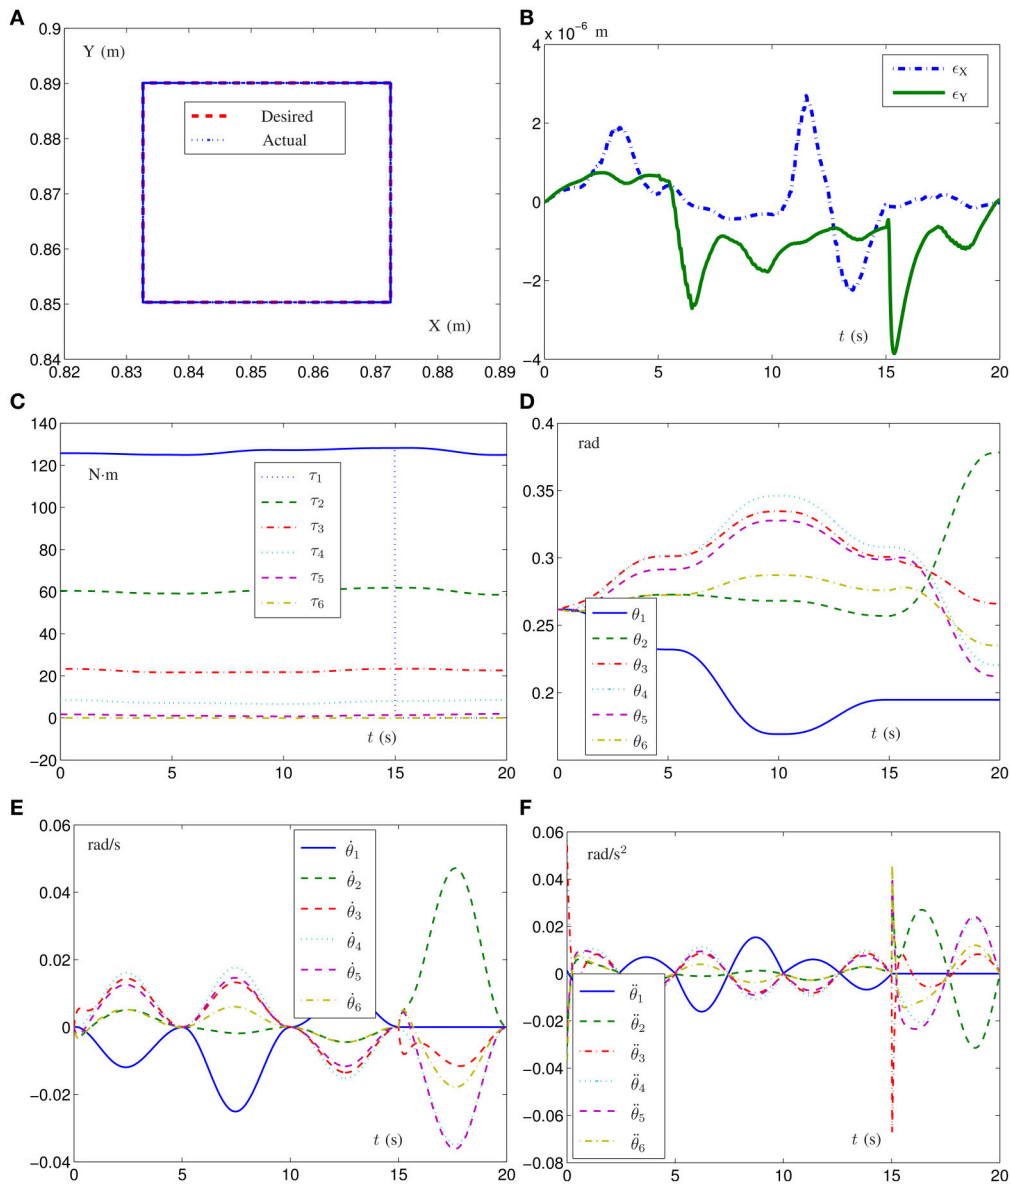 A
0.9
Y (m)
0.89
0.88
0.87
0.86
0.85
0.84
Desired
Actual
X (m)
0.82 0.83 0.84 0.85 0.86 0.87 0.88 0.89
B
x 10⁻⁶ m
4
2
0
−2
−4
ϵX
ϵY
t (s)
0 5 10 15 20
C
140
120
100
80
60
40
20
0
−20
N·m
τ1
τ2
τ3
τ4
τ5
τ6
t (s)
0 5 10 15 20
D
0.4
rad
0.35
0.3
0.25
0.2
θ1
θ2
θ3
θ4
θ5
θ6
t (s)
0 5 10 15 20
E
0.06
rad/s
0.04
0.02
0
−0.02
−0.04
θ̇1
θ̇2
θ̇3
θ̇4
θ̇5
θ̇6
t (s)
0 5 10 15 20
F
0.06
rad/s²
0.04
0.02
0
−0.02
−0.04
−0.06
−0.08
θ̈1
θ̈2
θ̈3
θ̈4
θ̈5
θ̈6
t (s)
0 5 10 15 20